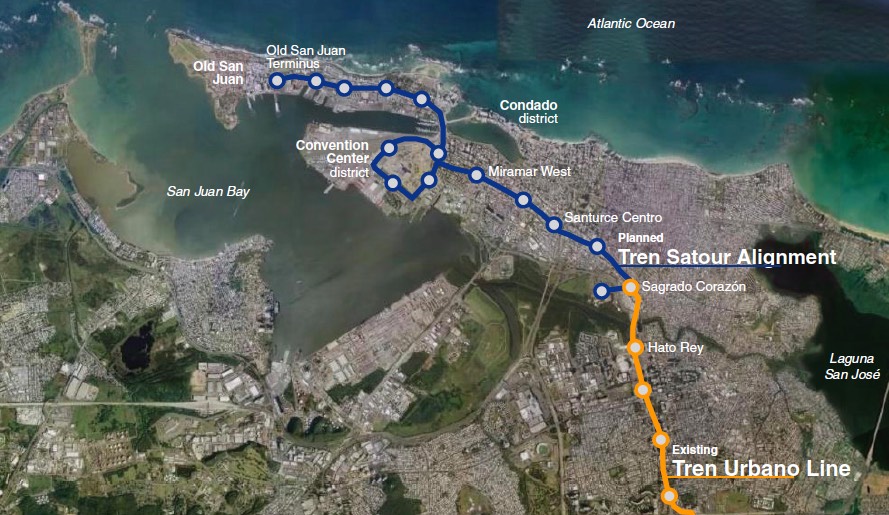 Atlantic Ocean
Old San Juan
Terminus
Old San
Juan
Condado
district
Convention
Center
district
Miramar West
San Juan Bay
Santurce Centro
Planned
Tren Satour Alignment
Sagrado Corazón
Hato Rey
Laguna
San José
Existing
Tren Urbano Line